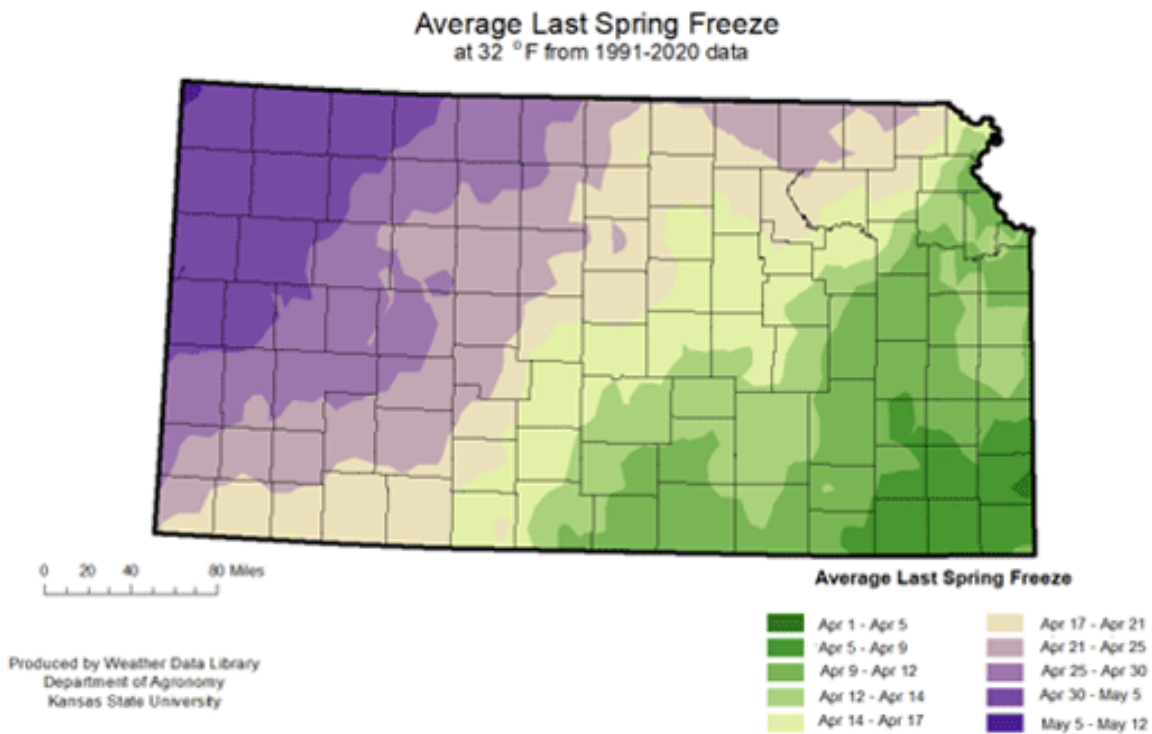 Average Last Spring Freeze
at 32 °F from 1991-2020 data
0 20 40 80 Miles
Produced by Weather Data Library
Department of Agronomy
Kansas State University
Average Last Spring Freeze
Apr 1 - Apr 5
Apr 5 - Apr 9
Apr 9 - Apr 12
Apr 12 - Apr 14
Apr 14 - Apr 17
Apr 17 - Apr 21
Apr 21 - Apr 25
Apr 25 - Apr 30
Apr 30 - May 5
May 5 - May 12